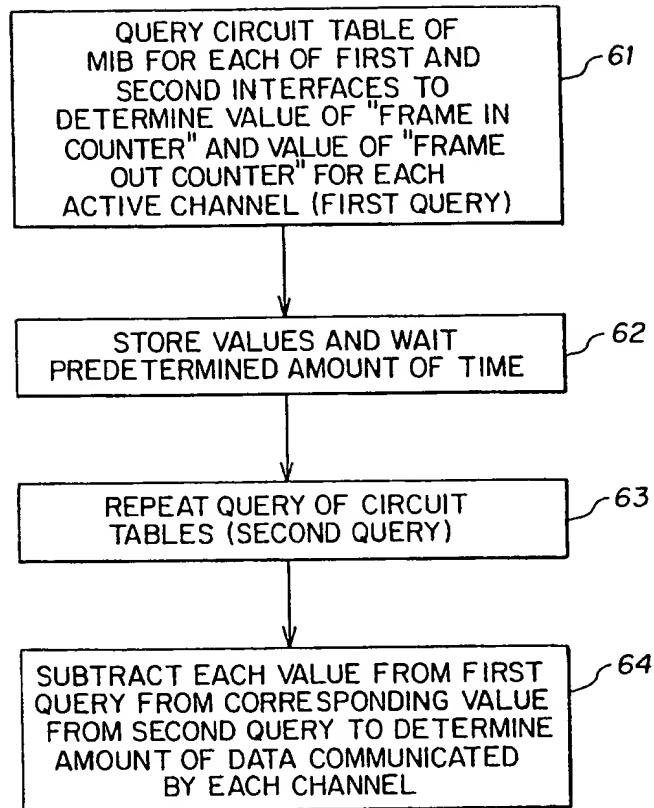 QUERY CIRCUIT TABLE OF
MIB FOR EACH OF FIRST AND
SECOND INTERFACES TO
DETERMINE VALUE OF "FRAME IN
COUNTER" AND VALUE OF "FRAME
OUT COUNTER" FOR EACH
ACTIVE CHANNEL (FIRST QUERY)
61
STORE VALUES AND WAIT
PREDETERMINED AMOUNT OF TIME
62
REPEAT QUERY OF CIRCUIT
TABLES (SECOND QUERY)
63
SUBTRACT EACH VALUE FROM FIRST
QUERY FROM CORRESPONDING VALUE
FROM SECOND QUERY TO DETERMINE
AMOUNT OF DATA COMMUNICATED
BY EACH CHANNEL
64